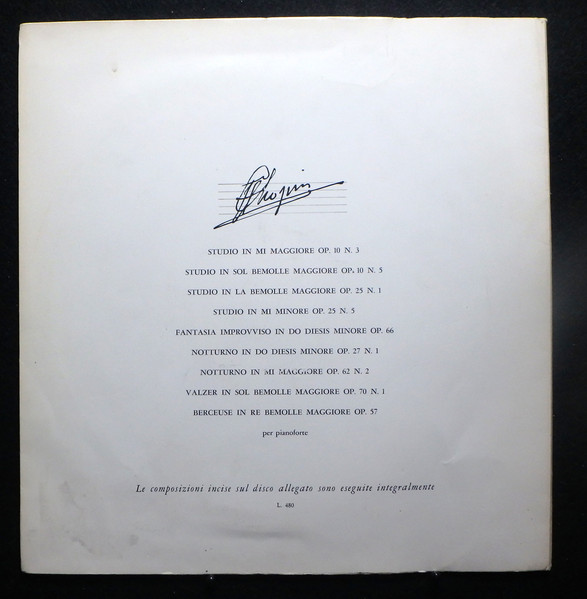 Chopin
STUDIO IN MI MAGGIORE OP. 10 N. 3
STUDIO IN SOL BEMOLLE MAGGIORE OP. 10 N. 5
STUDIO IN LA BEMOLLE MAGGIORE OP. 25 N. 1
STUDIO IN MI MINORE OP. 25 N. 5
FANTASIA IMPROVVISO IN DO DIESIS MINORE OP. 66
NOTTURNO IN DO DIESIS MINORE OP. 27 N. 1
NOTTURNO IN MI MAGGIORE OP. 62 N. 2
VALZER IN SOL BEMOLLE MAGGIORE OP. 70 N. 1
BERCEUSE IN RE BEMOLLE MAGGIORE OP. 57
per pianoforte
Le composizioni incise sul disco allegato sono eseguite integralmente
L. 480